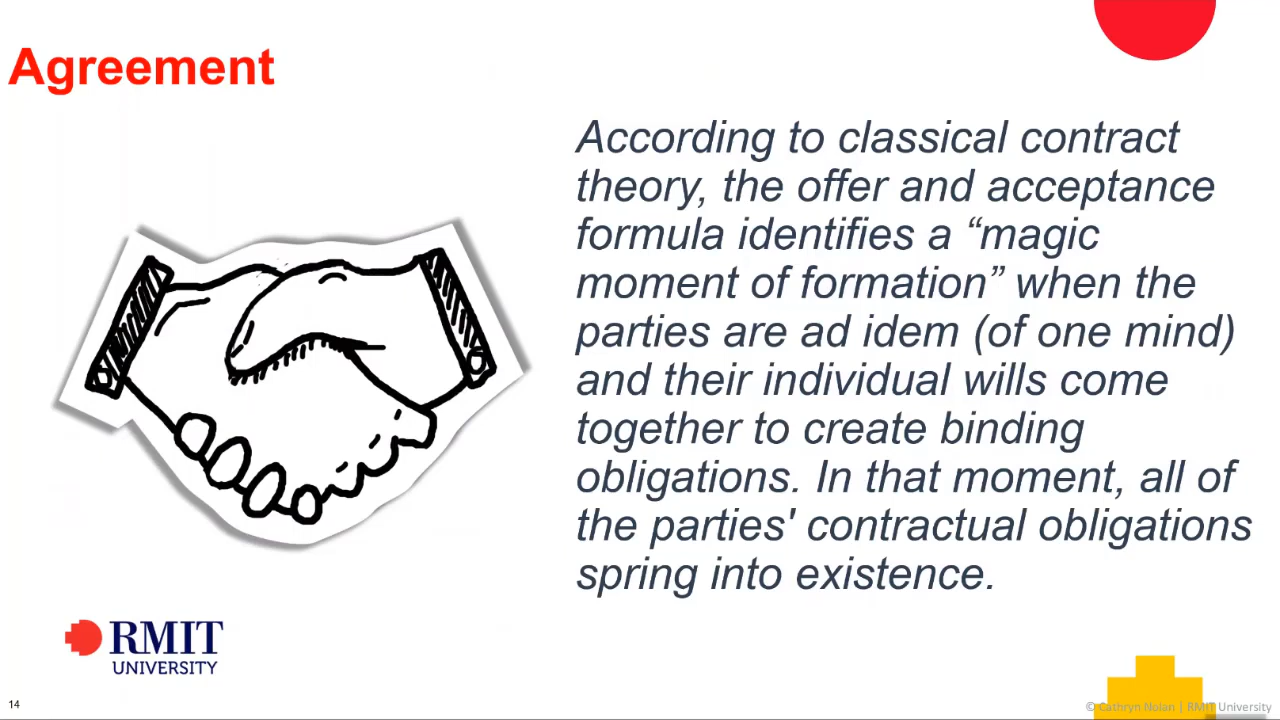 Agreement
According to classical contract
theory, the offer and acceptance
formula identifies a “magic
moment of formation” when the
parties are ad idem (of one mind)
and their individual wills come
together to create binding
obligations. In that moment, all of
the parties' contractual obligations
spring into existence.
RMIT
UNIVERSITY
14
© Cathryn Nolan | RMIT University